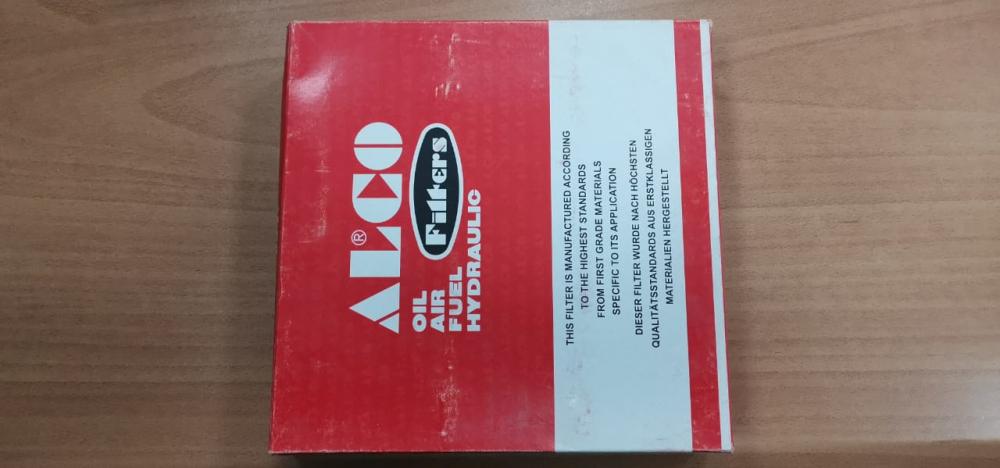 ALCO®
Filters
OIL
AIR
FUEL
HYDRAULIC
THIS FILTER IS MANUFACTURED ACCORDING
TO THE HIGHEST STANDARDS
FROM FIRST GRADE MATERIALS
SPECIFIC TO ITS APPLICATION
DIESER FILTER WURDE NACH HÖCHSTEN
QUALITÄTSSTANDARDS AUS ERSTKLASSIGEN
MATERIALIEN HERGESTELLT